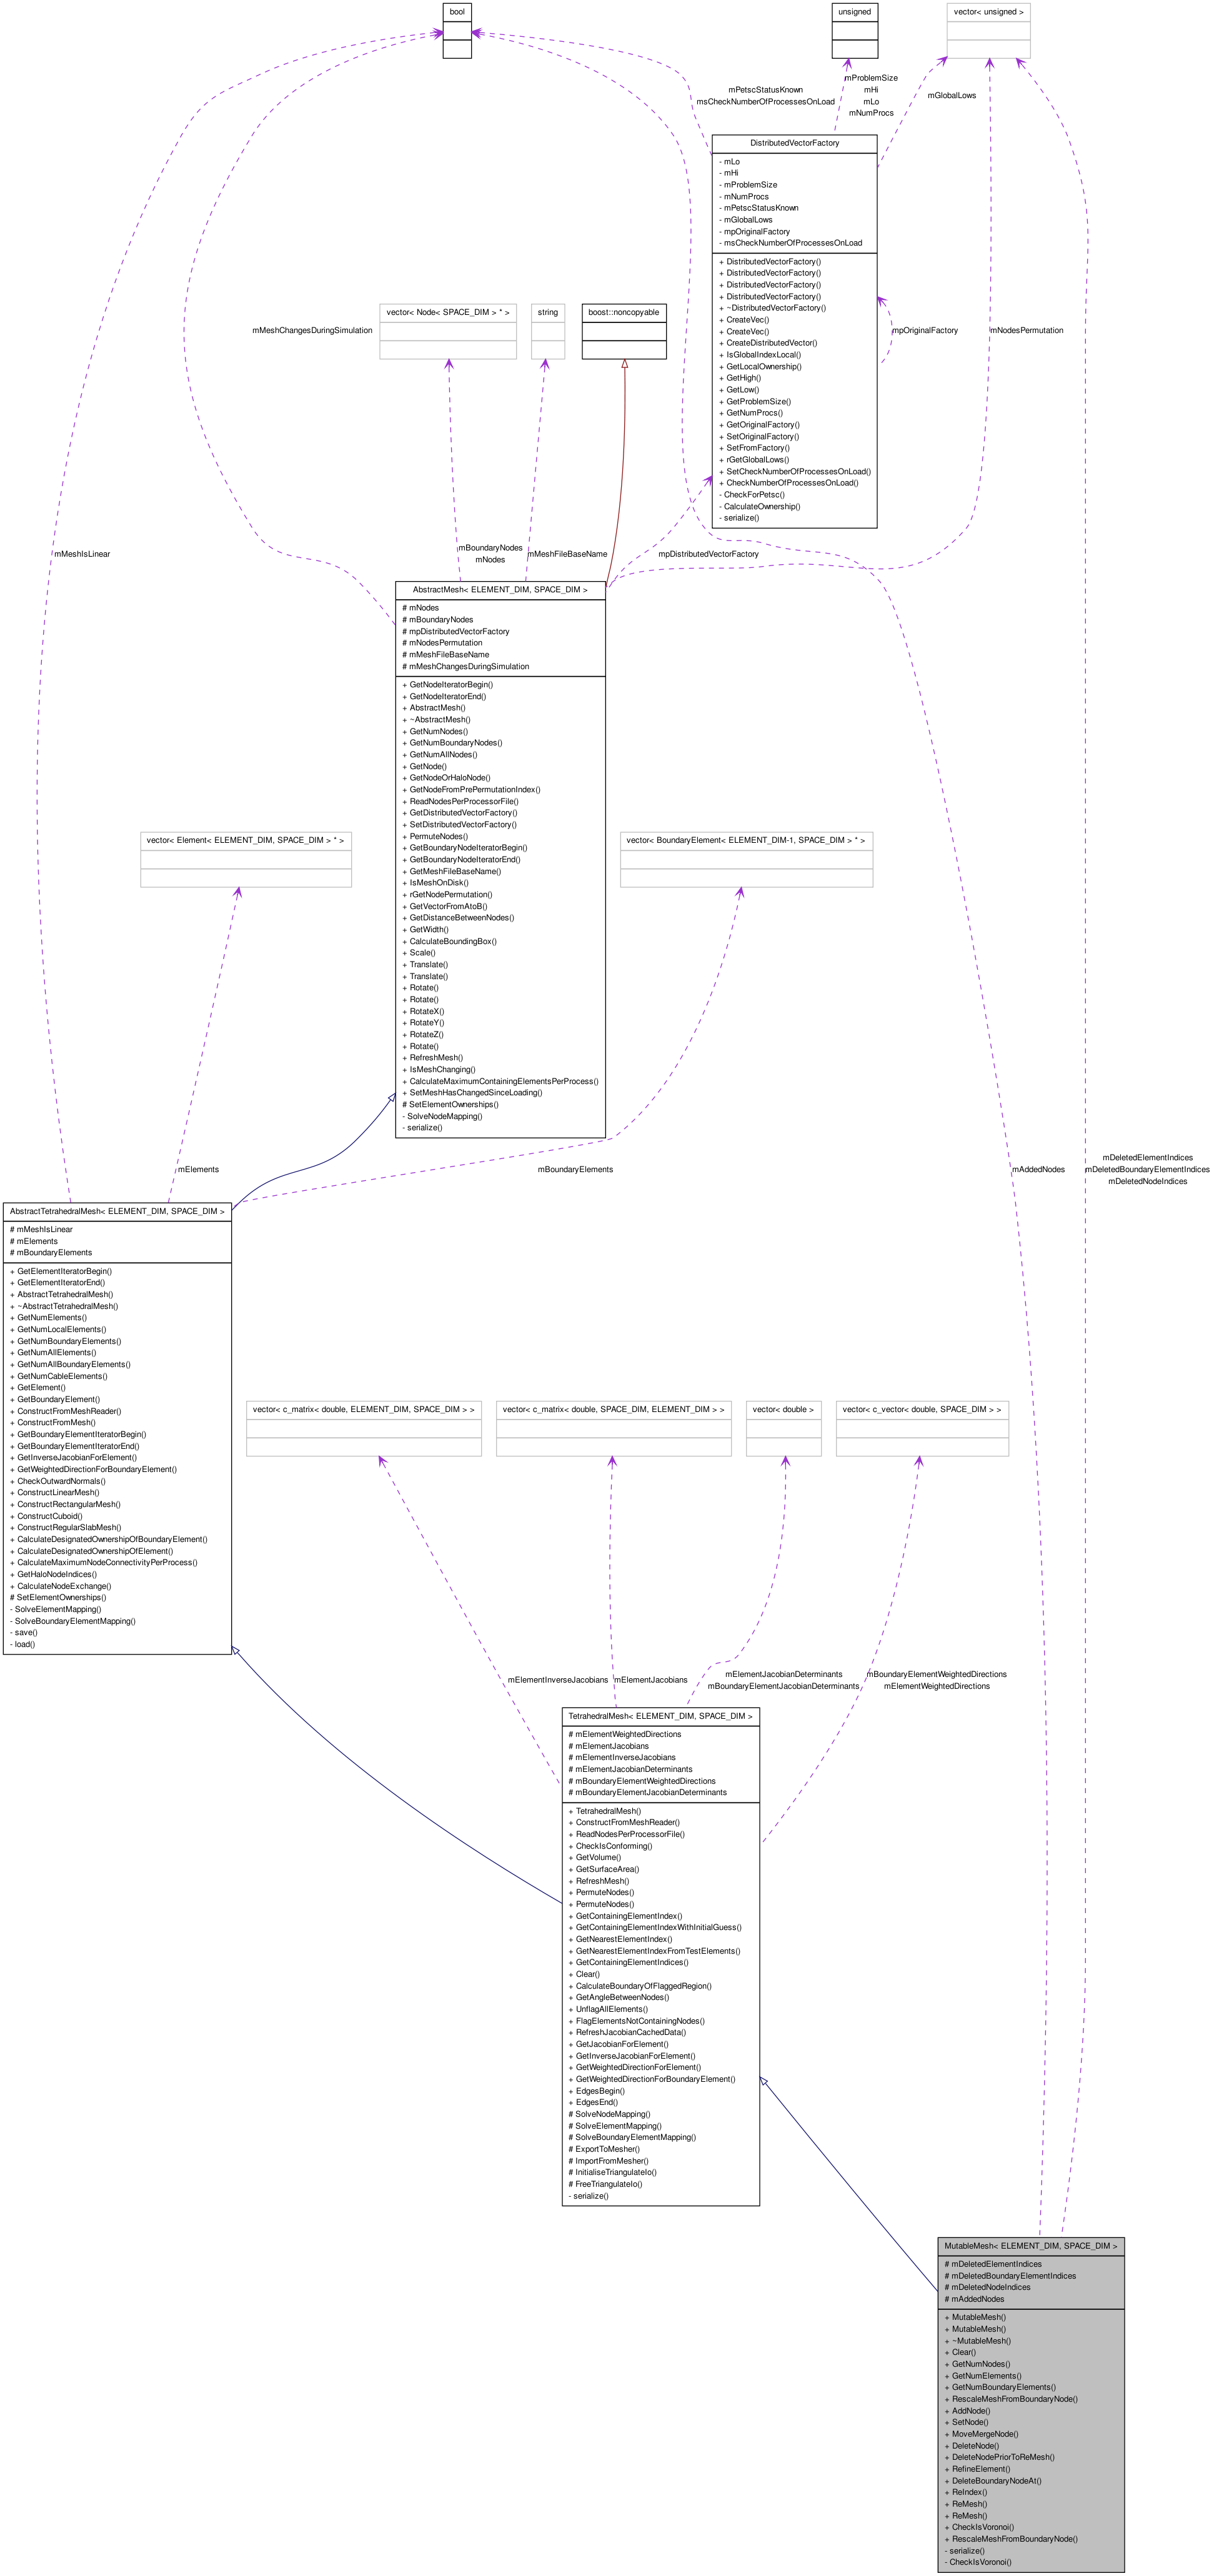 bool
unsigned
vector< unsigned >
mPetscStatusKnown
msCheckNumberOfProcessesOnLoad
mProblemSize
mHi
mLo
mNumProcs
mGlobalLows
DistributedVectorFactory
- mLo
- mHi
- mProblemSize
- mNumProcs
- mPetscStatusKnown
- mGlobalLows
- mpOriginalFactory
- msCheckNumberOfProcessesOnLoad
+ DistributedVectorFactory()
+ DistributedVectorFactory()
+ DistributedVectorFactory()
+ DistributedVectorFactory()
+ ~DistributedVectorFactory()
+ CreateVec()
+ CreateVec()
+ CreateDistributedVector()
+ IsGlobalIndexLocal()
+ GetLocalOwnership()
+ GetHigh()
+ GetLow()
+ GetProblemSize()
+ GetNumProcs()
+ GetOriginalFactory()
+ SetOriginalFactory()
+ SetFromFactory()
+ rGetGlobalLows()
+ SetCheckNumberOfProcessesOnLoad()
+ CheckNumberOfProcessesOnLoad()
- CheckForPetsc()
- CalculateOwnership()
- serialize()
mpOriginalFactory
mNodesPermutation
mMeshChangesDuringSimulation
vector< Node< SPACE_DIM > * >
string
boost::noncopyable
mMeshIsLinear
mBoundaryNodes
mNodes
mMeshFileBaseName
mpDistributedVectorFactory
AbstractMesh< ELEMENT_DIM, SPACE_DIM >
# mNodes
# mBoundaryNodes
# mpDistributedVectorFactory
# mNodesPermutation
# mMeshFileBaseName
# mMeshChangesDuringSimulation
+ GetNodeIteratorBegin()
+ GetNodeIteratorEnd()
+ AbstractMesh()
+ ~AbstractMesh()
+ GetNumNodes()
+ GetNumBoundaryNodes()
+ GetNumAllNodes()
+ GetNode()
+ GetNodeOrHaloNode()
+ GetNodeFromPrePermutationIndex()
+ ReadNodesPerProcessorFile()
+ GetDistributedVectorFactory()
+ SetDistributedVectorFactory()
+ PermuteNodes()
+ GetBoundaryNodeIteratorBegin()
+ GetBoundaryNodeIteratorEnd()
+ GetMeshFileBaseName()
+ IsMeshOnDisk()
+ rGetNodePermutation()
+ GetVectorFromAtoB()
+ GetDistanceBetweenNodes()
+ GetWidth()
+ CalculateBoundingBox()
+ Scale()
+ Translate()
+ Translate()
+ Rotate()
+ Rotate()
+ RotateX()
+ RotateY()
+ RotateZ()
+ Rotate()
+ RefreshMesh()
+ IsMeshChanging()
+ CalculateMaximumContainingElementsPerProcess()
+ SetMeshHasChangedSinceLoading()
# SetElementOwnerships()
- SolveNodeMapping()
- serialize()
vector< Element< ELEMENT_DIM, SPACE_DIM > * >
vector< BoundaryElement< ELEMENT_DIM-1, SPACE_DIM > * >
mElements
mBoundaryElements
mAddedNodes
mDeletedElementIndices
mDeletedBoundaryElementIndices
mDeletedNodeIndices
AbstractTetrahedralMesh< ELEMENT_DIM, SPACE_DIM >
# mMeshIsLinear
# mElements
# mBoundaryElements
+ GetElementIteratorBegin()
+ GetElementIteratorEnd()
+ AbstractTetrahedralMesh()
+ ~AbstractTetrahedralMesh()
+ GetNumElements()
+ GetNumLocalElements()
+ GetNumBoundaryElements()
+ GetNumAllElements()
+ GetNumAllBoundaryElements()
+ GetNumCableElements()
+ GetElement()
+ GetBoundaryElement()
+ ConstructFromMeshReader()
+ ConstructFromMesh()
+ GetBoundaryElementIteratorBegin()
+ GetBoundaryElementIteratorEnd()
+ GetInverseJacobianForElement()
+ GetWeightedDirectionForBoundaryElement()
+ CheckOutwardNormals()
+ ConstructLinearMesh()
+ ConstructRectangularMesh()
+ ConstructCuboid()
+ ConstructRegularSlabMesh()
+ CalculateDesignatedOwnershipOfBoundaryElement()
+ CalculateDesignatedOwnershipOfElement()
+ CalculateMaximumNodeConnectivityPerProcess()
+ GetHaloNodeIndices()
+ CalculateNodeExchange()
# SetElementOwnerships()
- SolveElementMapping()
- SolveBoundaryElementMapping()
- save()
- load()
vector< c_matrix< double, ELEMENT_DIM, SPACE_DIM > >
vector< c_matrix< double, SPACE_DIM, ELEMENT_DIM > >
vector< double >
vector< c_vector< double, SPACE_DIM > >
mElementInverseJacobians
mElementJacobians
mElementJacobianDeterminants
mBoundaryElementJacobianDeterminants
mBoundaryElementWeightedDirections
mElementWeightedDirections
TetrahedralMesh< ELEMENT_DIM, SPACE_DIM >
# mElementWeightedDirections
# mElementJacobians
# mElementInverseJacobians
# mElementJacobianDeterminants
# mBoundaryElementWeightedDirections
# mBoundaryElementJacobianDeterminants
+ TetrahedralMesh()
+ ConstructFromMeshReader()
+ ReadNodesPerProcessorFile()
+ CheckIsConforming()
+ GetVolume()
+ GetSurfaceArea()
+ RefreshMesh()
+ PermuteNodes()
+ PermuteNodes()
+ GetContainingElementIndex()
+ GetContainingElementIndexWithInitialGuess()
+ GetNearestElementIndex()
+ GetNearestElementIndexFromTestElements()
+ GetContainingElementIndices()
+ Clear()
+ CalculateBoundaryOfFlaggedRegion()
+ GetAngleBetweenNodes()
+ UnflagAllElements()
+ FlagElementsNotContainingNodes()
+ RefreshJacobianCachedData()
+ GetJacobianForElement()
+ GetInverseJacobianForElement()
+ GetWeightedDirectionForElement()
+ GetWeightedDirectionForBoundaryElement()
+ EdgesBegin()
+ EdgesEnd()
# SolveNodeMapping()
# SolveElementMapping()
# SolveBoundaryElementMapping()
# ExportToMesher()
# ImportFromMesher()
# InitialiseTriangulateIo()
# FreeTriangulateIo()
- serialize()
MutableMesh< ELEMENT_DIM, SPACE_DIM >
# mDeletedElementIndices
# mDeletedBoundaryElementIndices
# mDeletedNodeIndices
# mAddedNodes
+ MutableMesh()
+ MutableMesh()
+ ~MutableMesh()
+ Clear()
+ GetNumNodes()
+ GetNumElements()
+ GetNumBoundaryElements()
+ RescaleMeshFromBoundaryNode()
+ AddNode()
+ SetNode()
+ MoveMergeNode()
+ DeleteNode()
+ DeleteNodePriorToReMesh()
+ RefineElement()
+ DeleteBoundaryNodeAt()
+ ReIndex()
+ ReMesh()
+ ReMesh()
+ CheckIsVoronoi()
+ RescaleMeshFromBoundaryNode()
- serialize()
- CheckIsVoronoi()